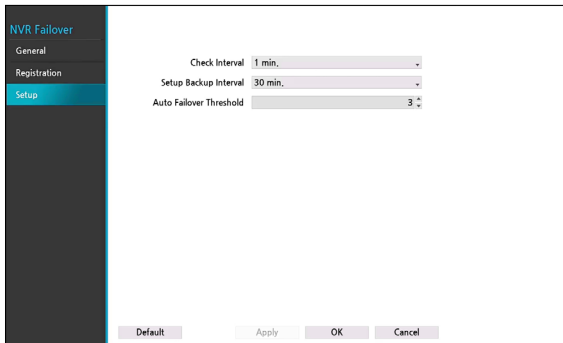 NVR Failover
General
Registration
Setup
Check Interval 1 min.
Setup Backup Interval 30 min.
Auto Failover Threshold 3
Default Apply OK Cancel